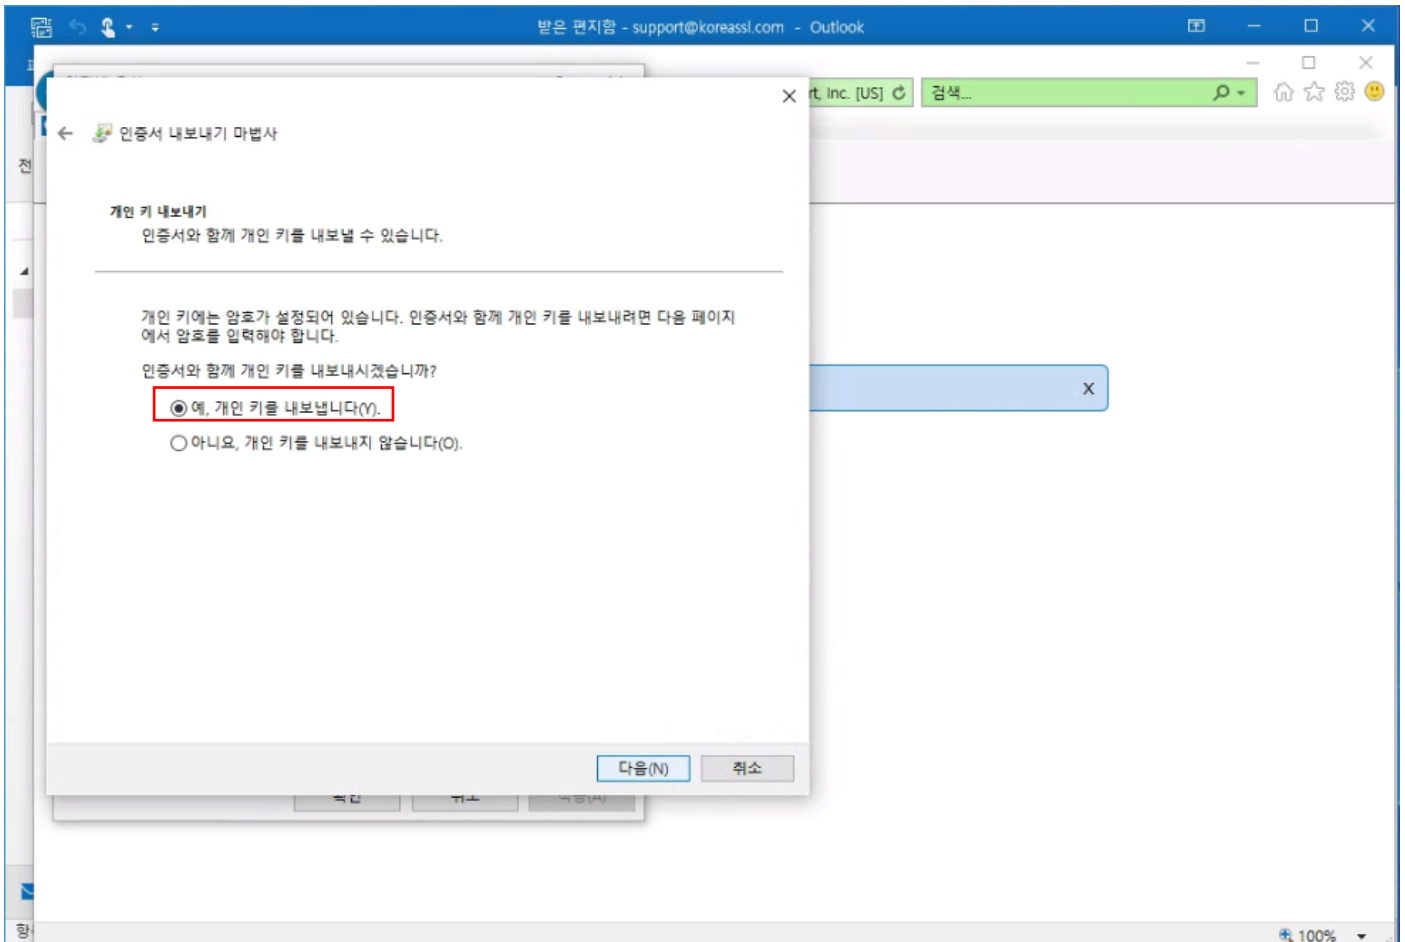 받은 편지함 - support@koreassl.com - Outlook
rt, Inc. [US]
검색...
인증서 내보내기 마법사
전
개인 키 내보내기
인증서와 함께 개인 키를 내보낼 수 있습니다.
개인 키에는 암호가 설정되어 있습니다. 인증서와 함께 개인 키를 내보내려면 다음 페이지
에서 암호를 입력해야 합니다.
인증서와 함께 개인 키를 내보내시겠습니까?
예, 개인 키를 내보냅니다(Y).
아니요, 개인 키를 내보내지 않습니다(O).
다음(N)
취소
100%